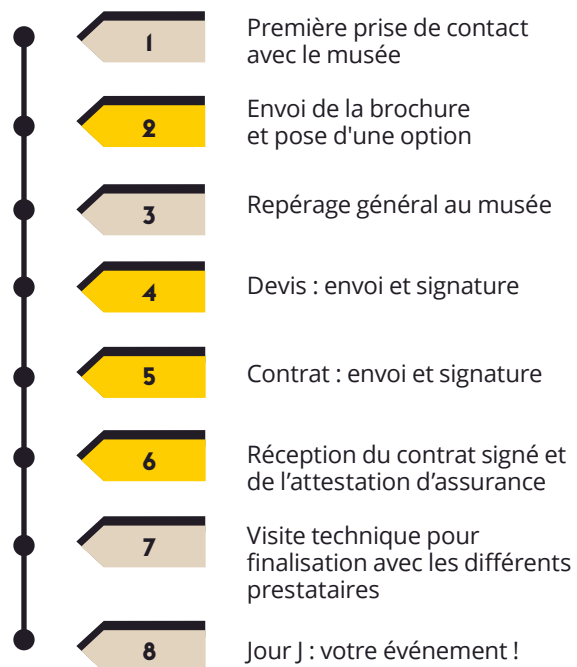 1
Première prise de contact
avec le musée
2
Envoi de la brochure
et pose d'une option
3
Repérage général au musée
4
Devis : envoi et signature
5
Contrat : envoi et signature
6
Réception du contrat signé et
de l’attestation d’assurance
7
Visite technique pour
finalisation avec les différents
prestataires
8
Jour J : votre événement !